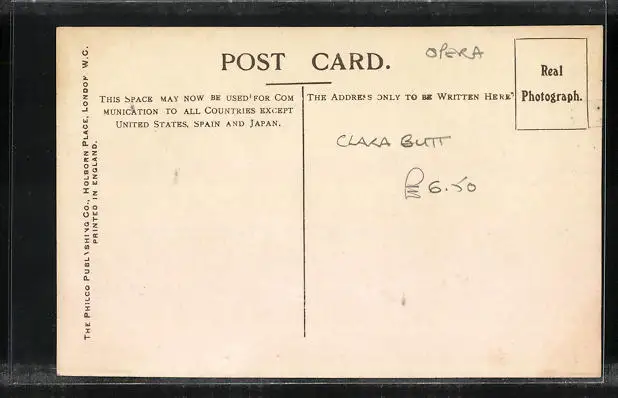 POST CARD.
OPERA
Real
Photograph.
THIS SPACE MAY NOW BE USED FOR COM
MUNICATION TO ALL COUNTRIES EXCEPT
UNITED STATES, SPAIN AND JAPAN.
THE ADDRESS ONLY TO BE WRITTEN HERE
CLARA BUTT
6.50
THE PHILCO PUBLISHING CO., HOLBORN PLACE, LONDON W.C.
PRINTED IN ENGLAND.